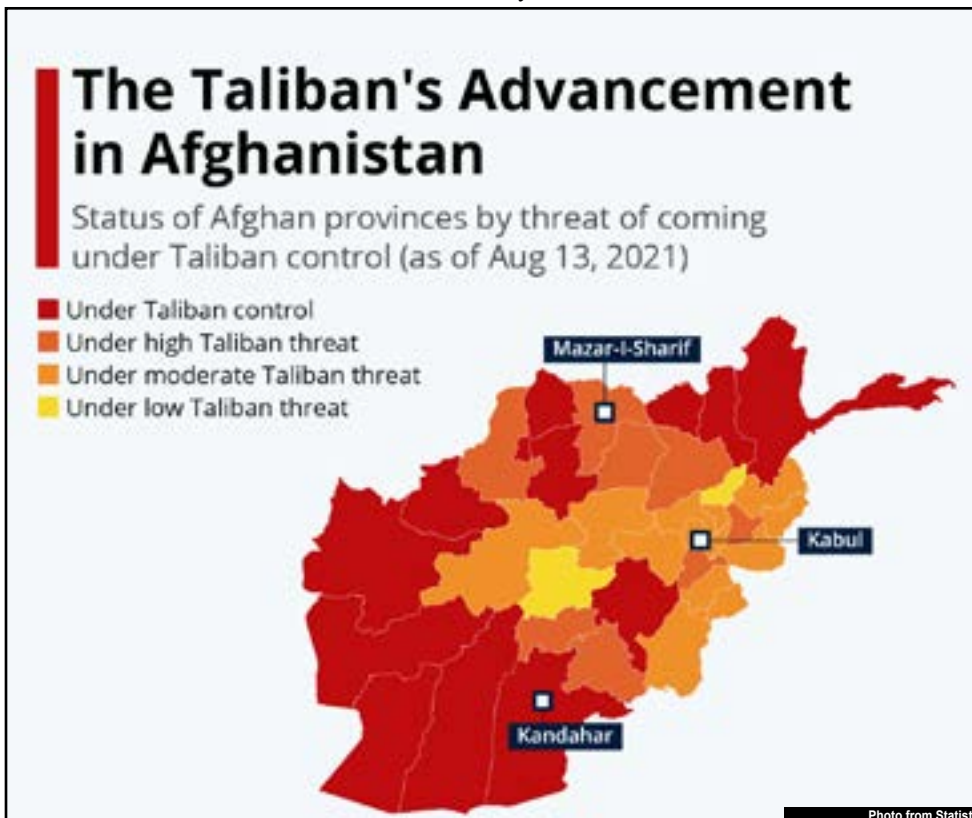 The Taliban's Advancement
in Afghanistan
Status of Afghan provinces by threat of coming
under Taliban control (as of Aug 13, 2021)
Under Taliban control
Under high Taliban threat
Under moderate Taliban threat
Under low Taliban threat
Mazar-I-Sharif
Kabul
Kandahar
Photo from